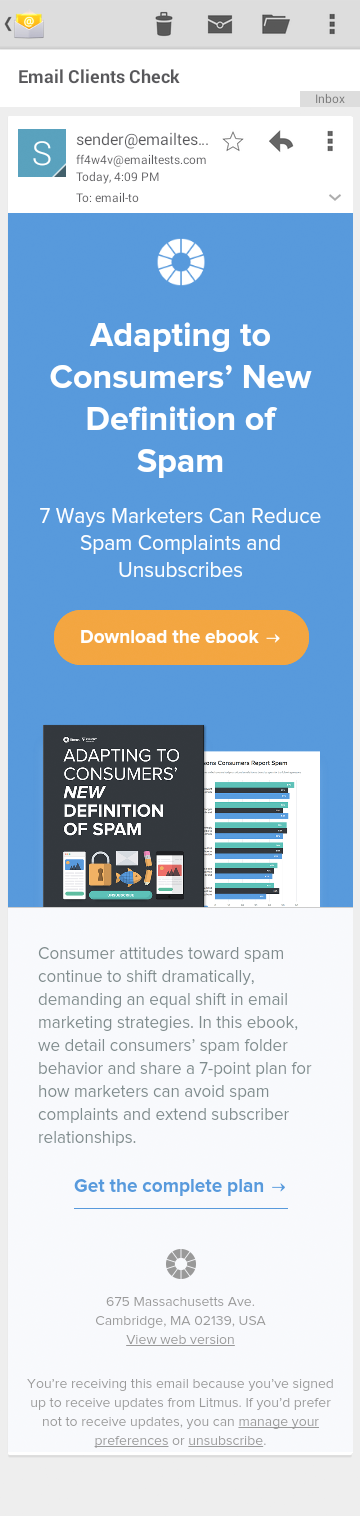 Email Clients Check
Inbox
S
sender@emailtes...
ff4w4v@emailtests.com
Today, 4:09 PM
To: email-to
Adapting to
Consumers’ New
Definition of
Spam
7 Ways Marketers Can Reduce
Spam Complaints and
Unsubscribes
Download the ebook →
ADAPTING TO
CONSUMERS’
NEW
DEFINITION
OF SPAM
UNSUBSCRIBE
Consumers Report Spam
Consumer attitudes toward spam
continue to shift dramatically,
demanding an equal shift in email
marketing strategies. In this ebook,
we detail consumers’ spam folder
behavior and share a 7-point plan for
how marketers can avoid spam
complaints and extend subscriber
relationships.
Get the complete plan →
675 Massachusetts Ave.
Cambridge, MA 02139, USA
View web version
You’re receiving this email because you’ve signed
up to receive updates from Litmus. If you’d prefer
not to receive updates, you can manage your
preferences or unsubscribe.